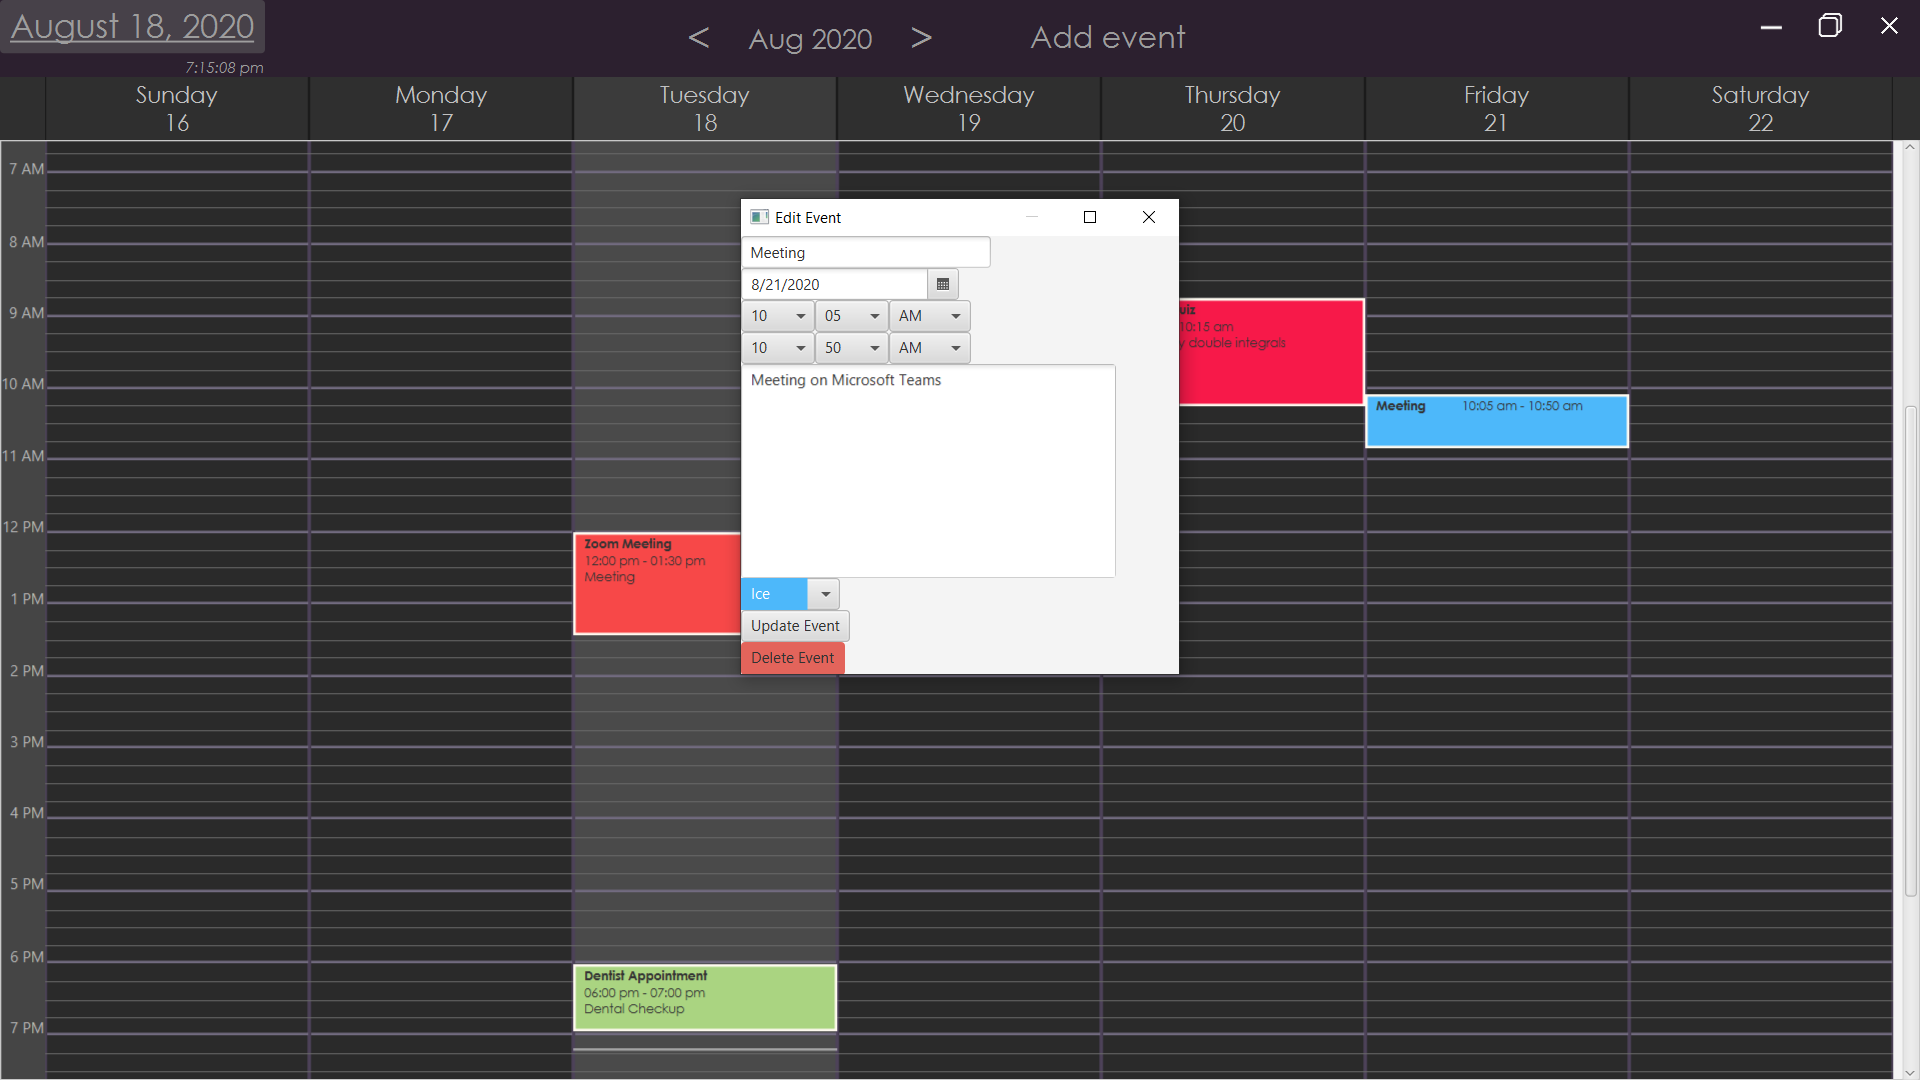 August 18, 2020
7:15:08 pm
< Aug 2020 >
Add event
Sunday
16
Monday
17
Tuesday
18
Wednesday
19
Thursday
20
Friday
21
Saturday
22
7 AM
8 AM
9 AM
10 AM
11 AM
12 PM
1 PM
2 PM
3 PM
4 PM
5 PM
6 PM
7 PM
Edit Event
Meeting
8/21/2020
10 05 AM
10 50 AM
Meeting on Microsoft Teams
Ice
Update Event
Delete Event
Zoom Meeting
12:00 pm - 01:30 pm
Meeting
Dentist Appointment
06:00 pm - 07:00 pm
Dental Checkup
10:15 am
double integrals
Meeting 10:05 am - 10:50 am